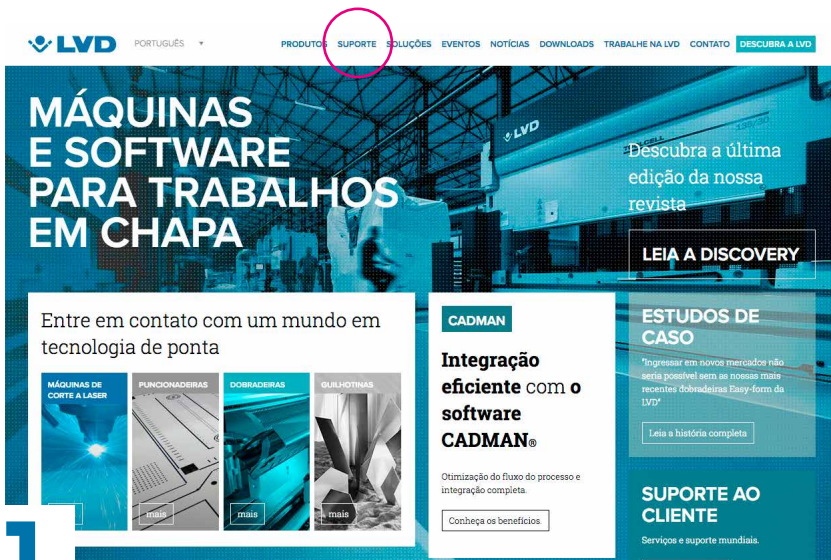 LVD
PORTUGUÊS
PRODUTOS SUPORTE SOLUÇÕES EVENTOS NOTÍCIAS DOWNLOADS TRABALHE NA LVD CONTATO DESCUBRA A LVD
MÁQUINAS
E SOFTWARE
PARA TRABALHOS
EM CHAPA
LVD
135/30
Descubra a última
edição da nossa
revista
LEIA A DISCOVERY
Entre em contato com um mundo em
tecnologia de ponta
MÁQUINAS DE
CORTE A LASER
PUNCIONADEIRAS
mais
DOBRADEIRAS
mais
GUILHOTINAS
mais
CADMAN
Integração
eficiente com o
software
CADMAN®
Otimização do fluxo do processo e
integração completa.
Conheça os benefícios.
ESTUDOS DE
CASO
"Ingressar em novos mercados não
seria possível sem as nossas mais
recentes dobradeiras Easy-form da
LVD"
Leia a história completa
SUPORTE AO
CLIENTE
Serviços e suporte mundiais.
1